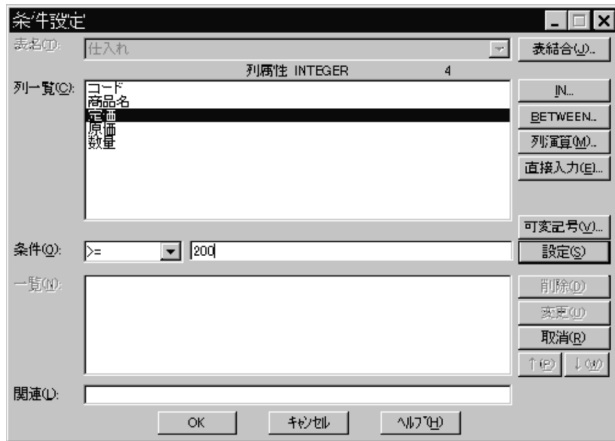 条件設定
表名(T):
仕入れ
表結合(J)...
列属性 INTEGER 4
列一覧(C):
コード
商品名
定価
原価
数量
IN...
BETWEEN...
列演算(M)...
直接入力(E)...
可変記号(V)...
条件(O):
>=
200
設定(S)
一覧(N):
削除(D)
変更(U)
取消(R)
↑(P)
↓(W)
関連(L):
OK
キャンセル
ヘルプ(H)